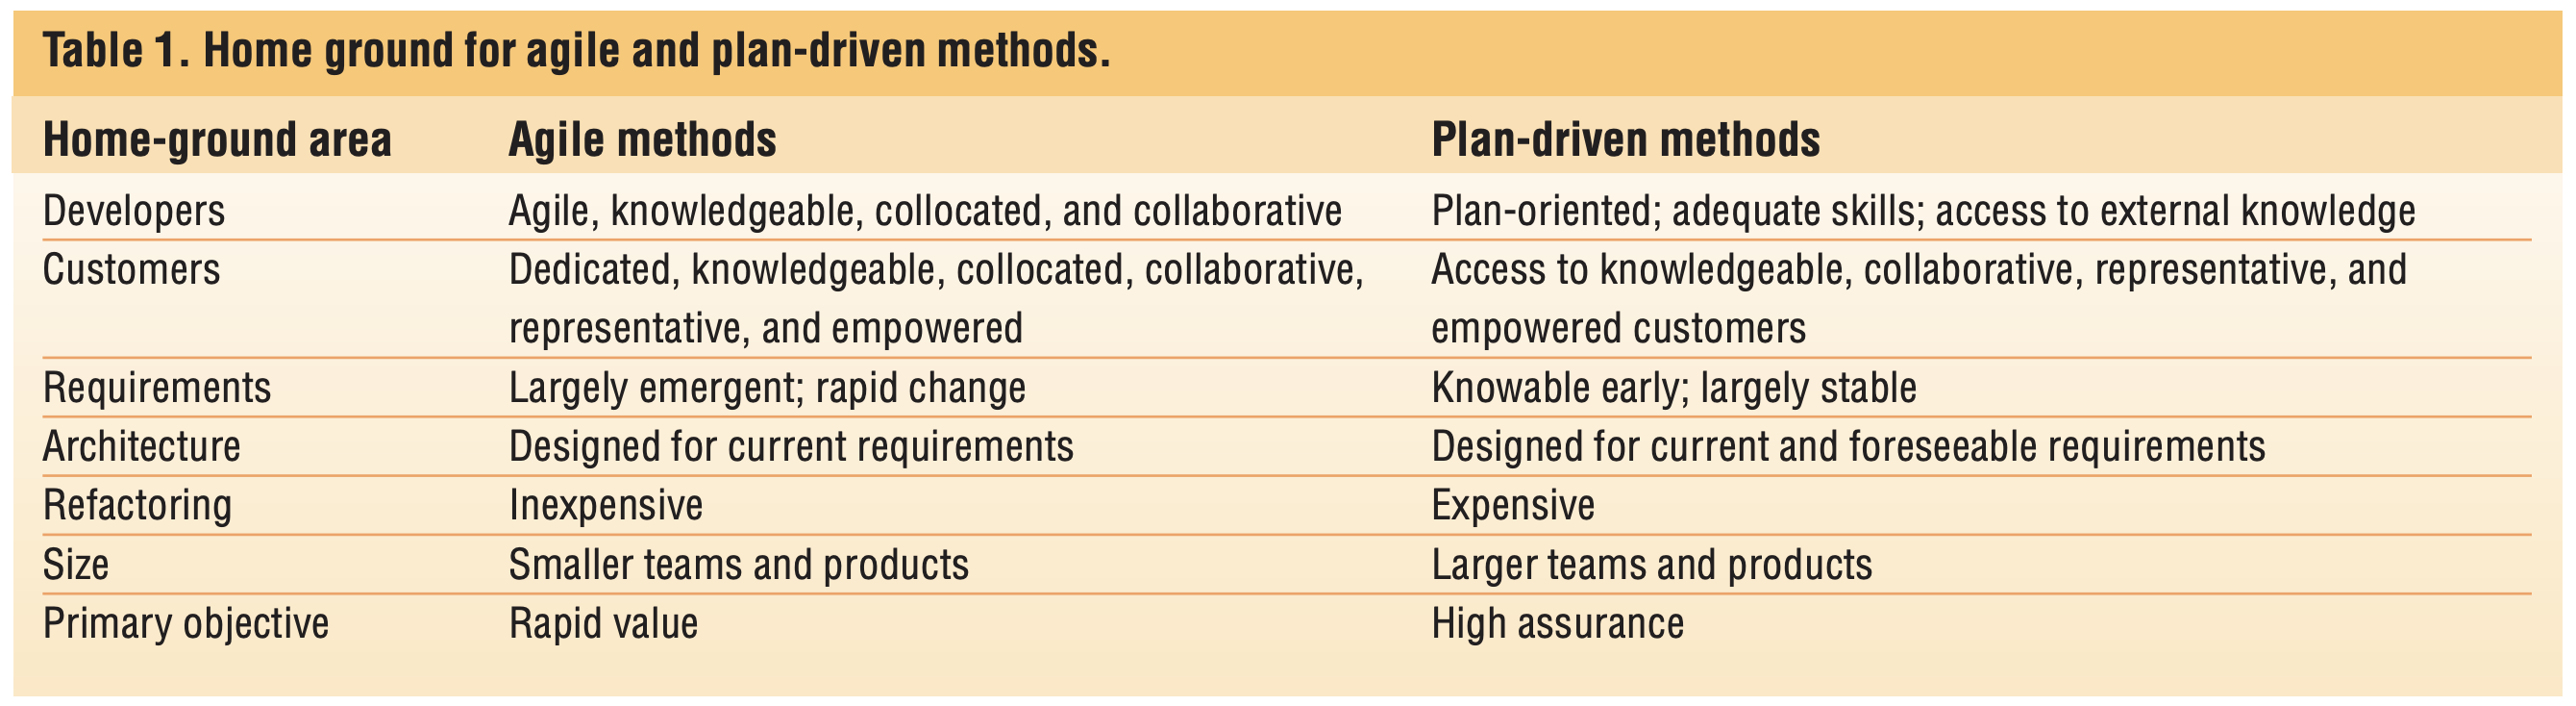 Table 1. Home ground for agile and plan-driven methods.
Home-ground area Agile methods Plan-driven methods
Developers Agile, knowledgeable, collocated, and collaborative Plan-oriented; adequate skills; access to external knowledge
Customers Dedicated, knowledgeable, collocated, collaborative, Access to knowledgeable, collaborative, representative, and
representative, and empowered empowered customers
Requirements Largely emergent; rapid change Knowable early; largely stable
Architecture Designed for current requirements Designed for current and foreseeable requirements
Refactoring Inexpensive Expensive
Size Smaller teams and products Larger teams and products
Primary objective Rapid value High assurance